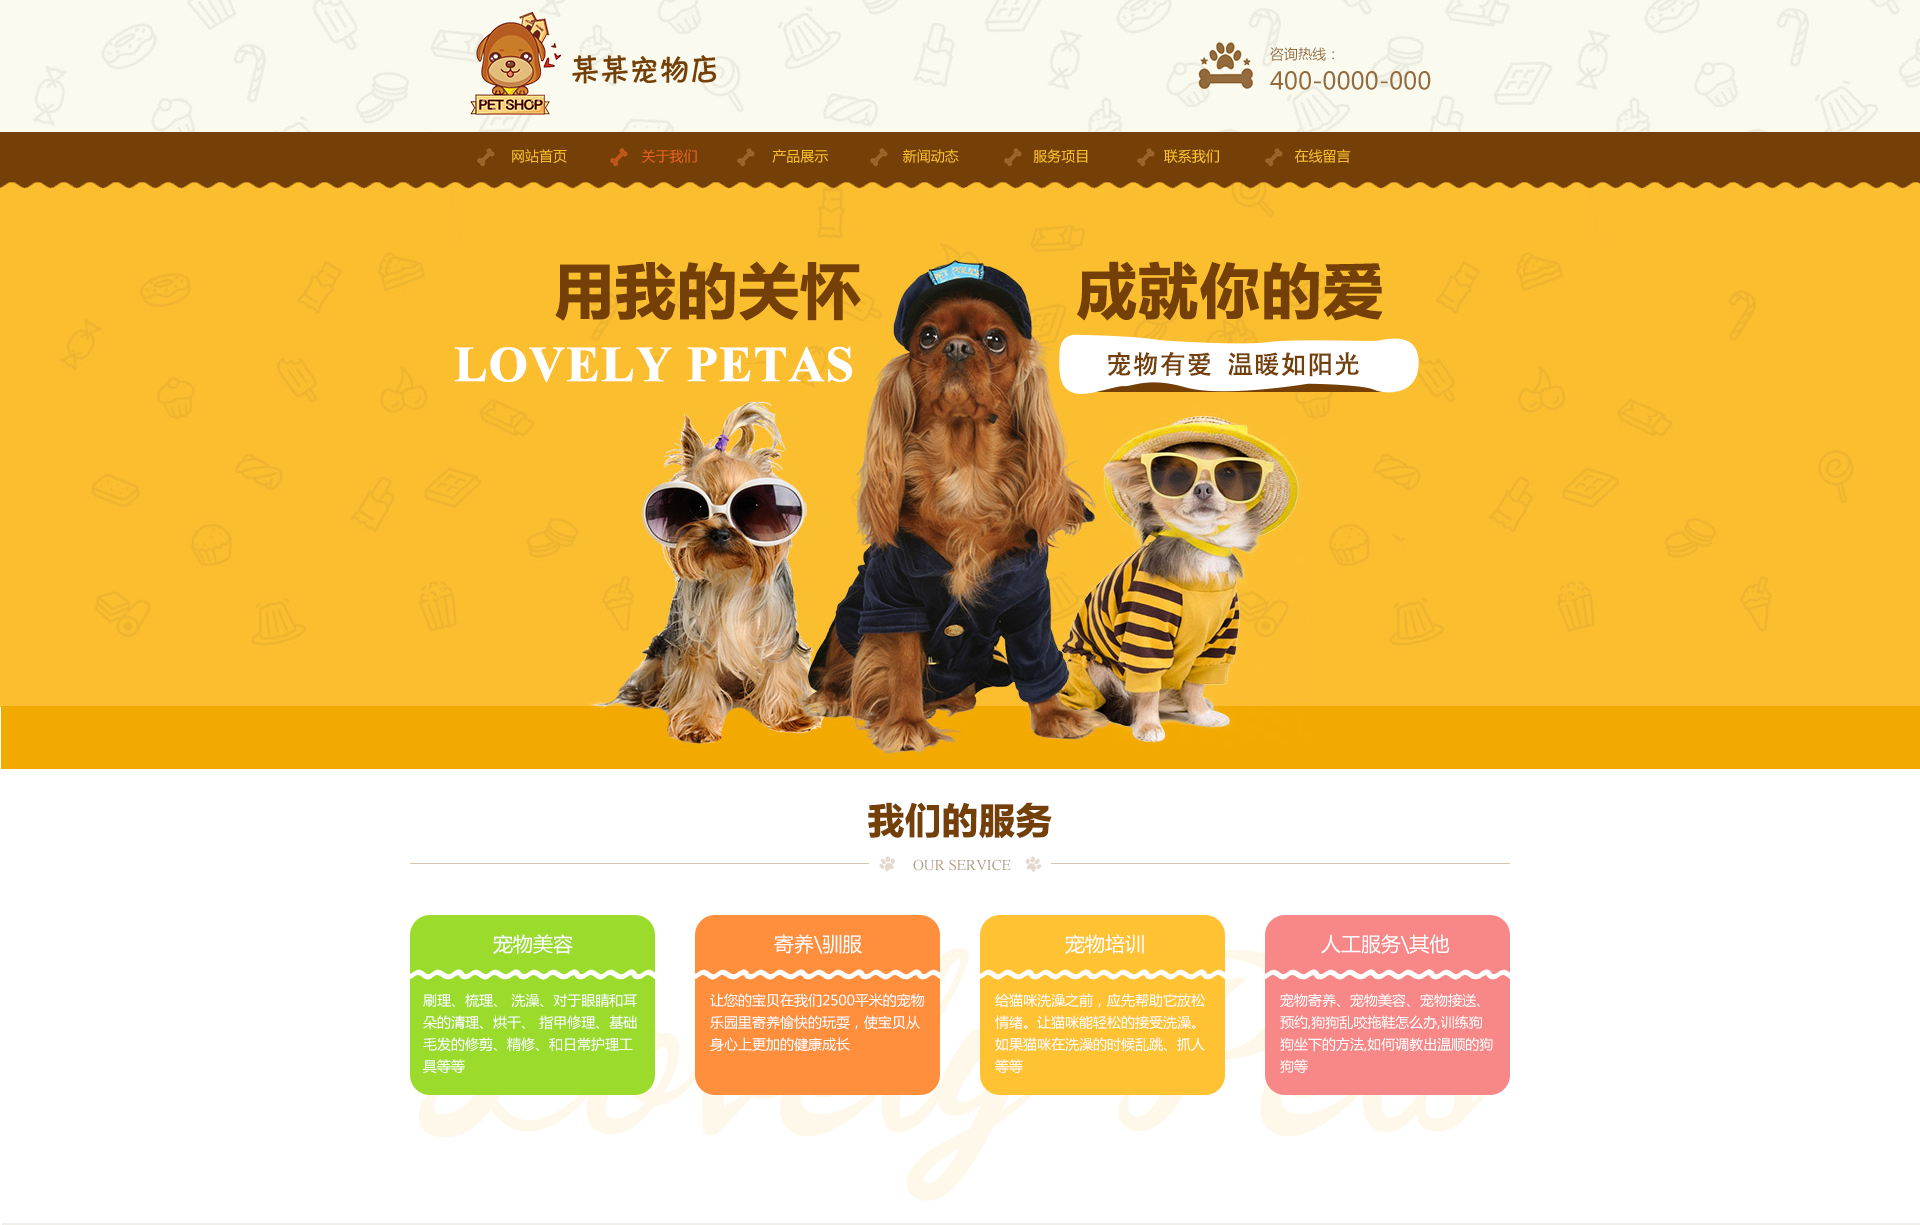 PET SHOP
某某宠物店
咨询热线：
400-0000-000
网站首页 关于我们 产品展示 新闻动态 服务项目 联系我们 在线留言
用我的关怀 成就你的爱
LOVELY PETAS
宠物有爱 温暖如阳光
我们的服务
OUR SERVICE
宠物美容
刷理、梳理、 洗澡、对于眼睛和耳
朵的清理、烘干、 指甲修理、基础
毛发的修剪、精修、和日常护理工
具等等
寄养\驯服
让您的宝贝在我们2500平米的宠物
乐园里寄养愉快的玩耍，使宝贝从
身心上更加的健康成长
宠物培训
给猫咪洗澡之前，应先帮助它放松
情绪。让猫咪能轻松的接受洗澡。
如果猫咪在洗澡的时候乱跳、抓人
等等
人工服务\其他
宠物寄养、宠物美容、宠物接送、
预约,狗狗乱咬拖鞋怎么办,训练狗
狗坐下的方法,如何调教出温顺的狗
狗等
Lovely Pets